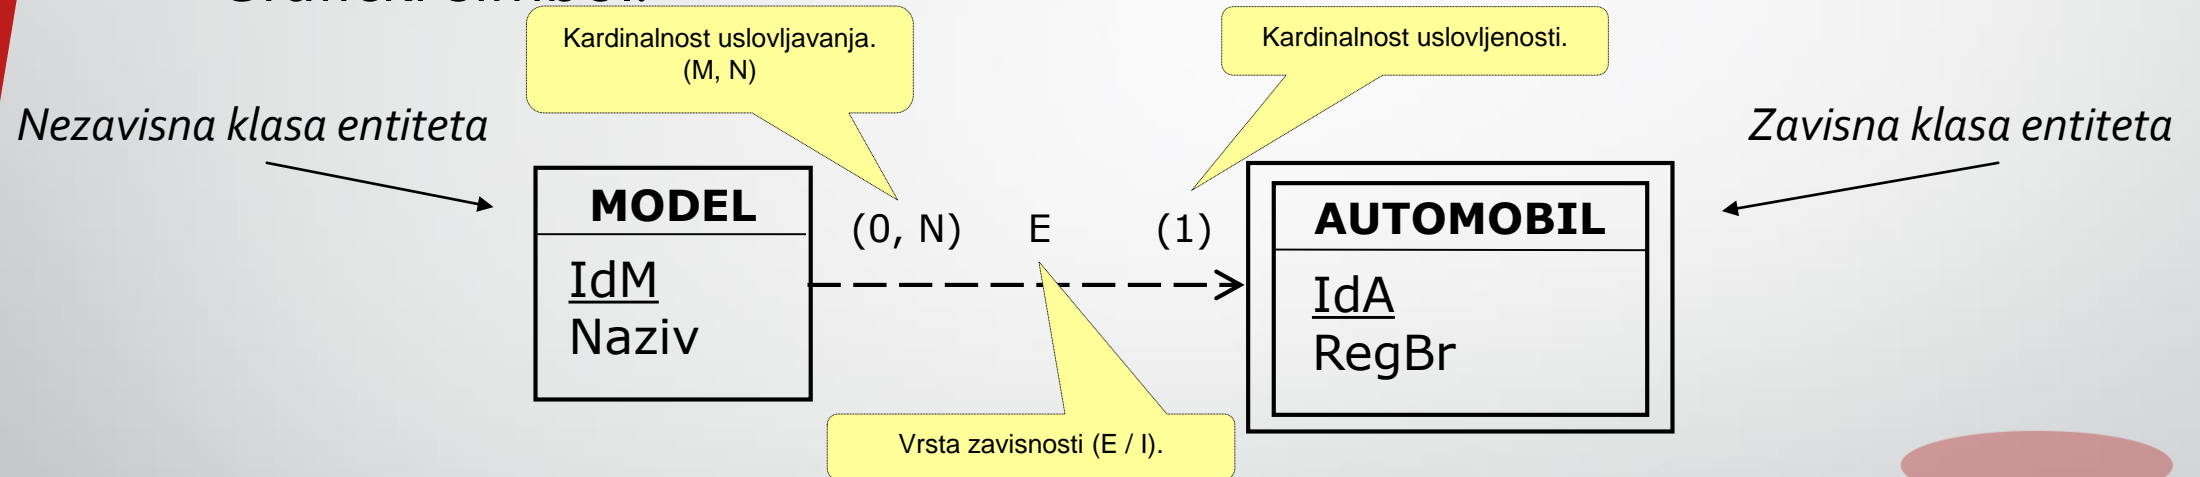 Kardinalnost uslovljavanja.
(M, N)
Kardinalnost uslovljenosti.
Nezavisna klasa entiteta
Zavisna klasa entiteta
MODEL
(0, N) E (1)
AUTOMOBIL
IdM
Naziv
IdA
RegBr
Vrsta zavisnosti (E / I).